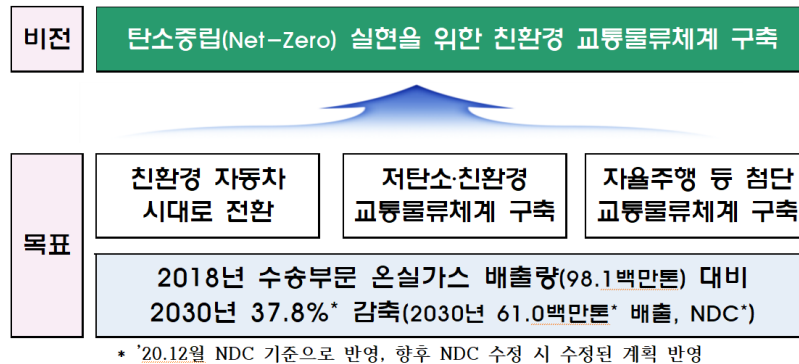 비전
탄소중립(Net-Zero) 실현을 위한 친환경 교통물류체계 구축
목표
친환경 자동차
시대로 전환
저탄소·친환경
교통물류체계 구축
자율주행 등 첨단
교통물류체계 구축
2018년 수송부문 온실가스 배출량(98.1백만톤) 대비
2030년 37.8%* 감축(2030년 61.0백만톤* 배출, NDC*)
* '20.12월 NDC 기준으로 반영, 향후 NDC 수정 시 수정된 계획 반영